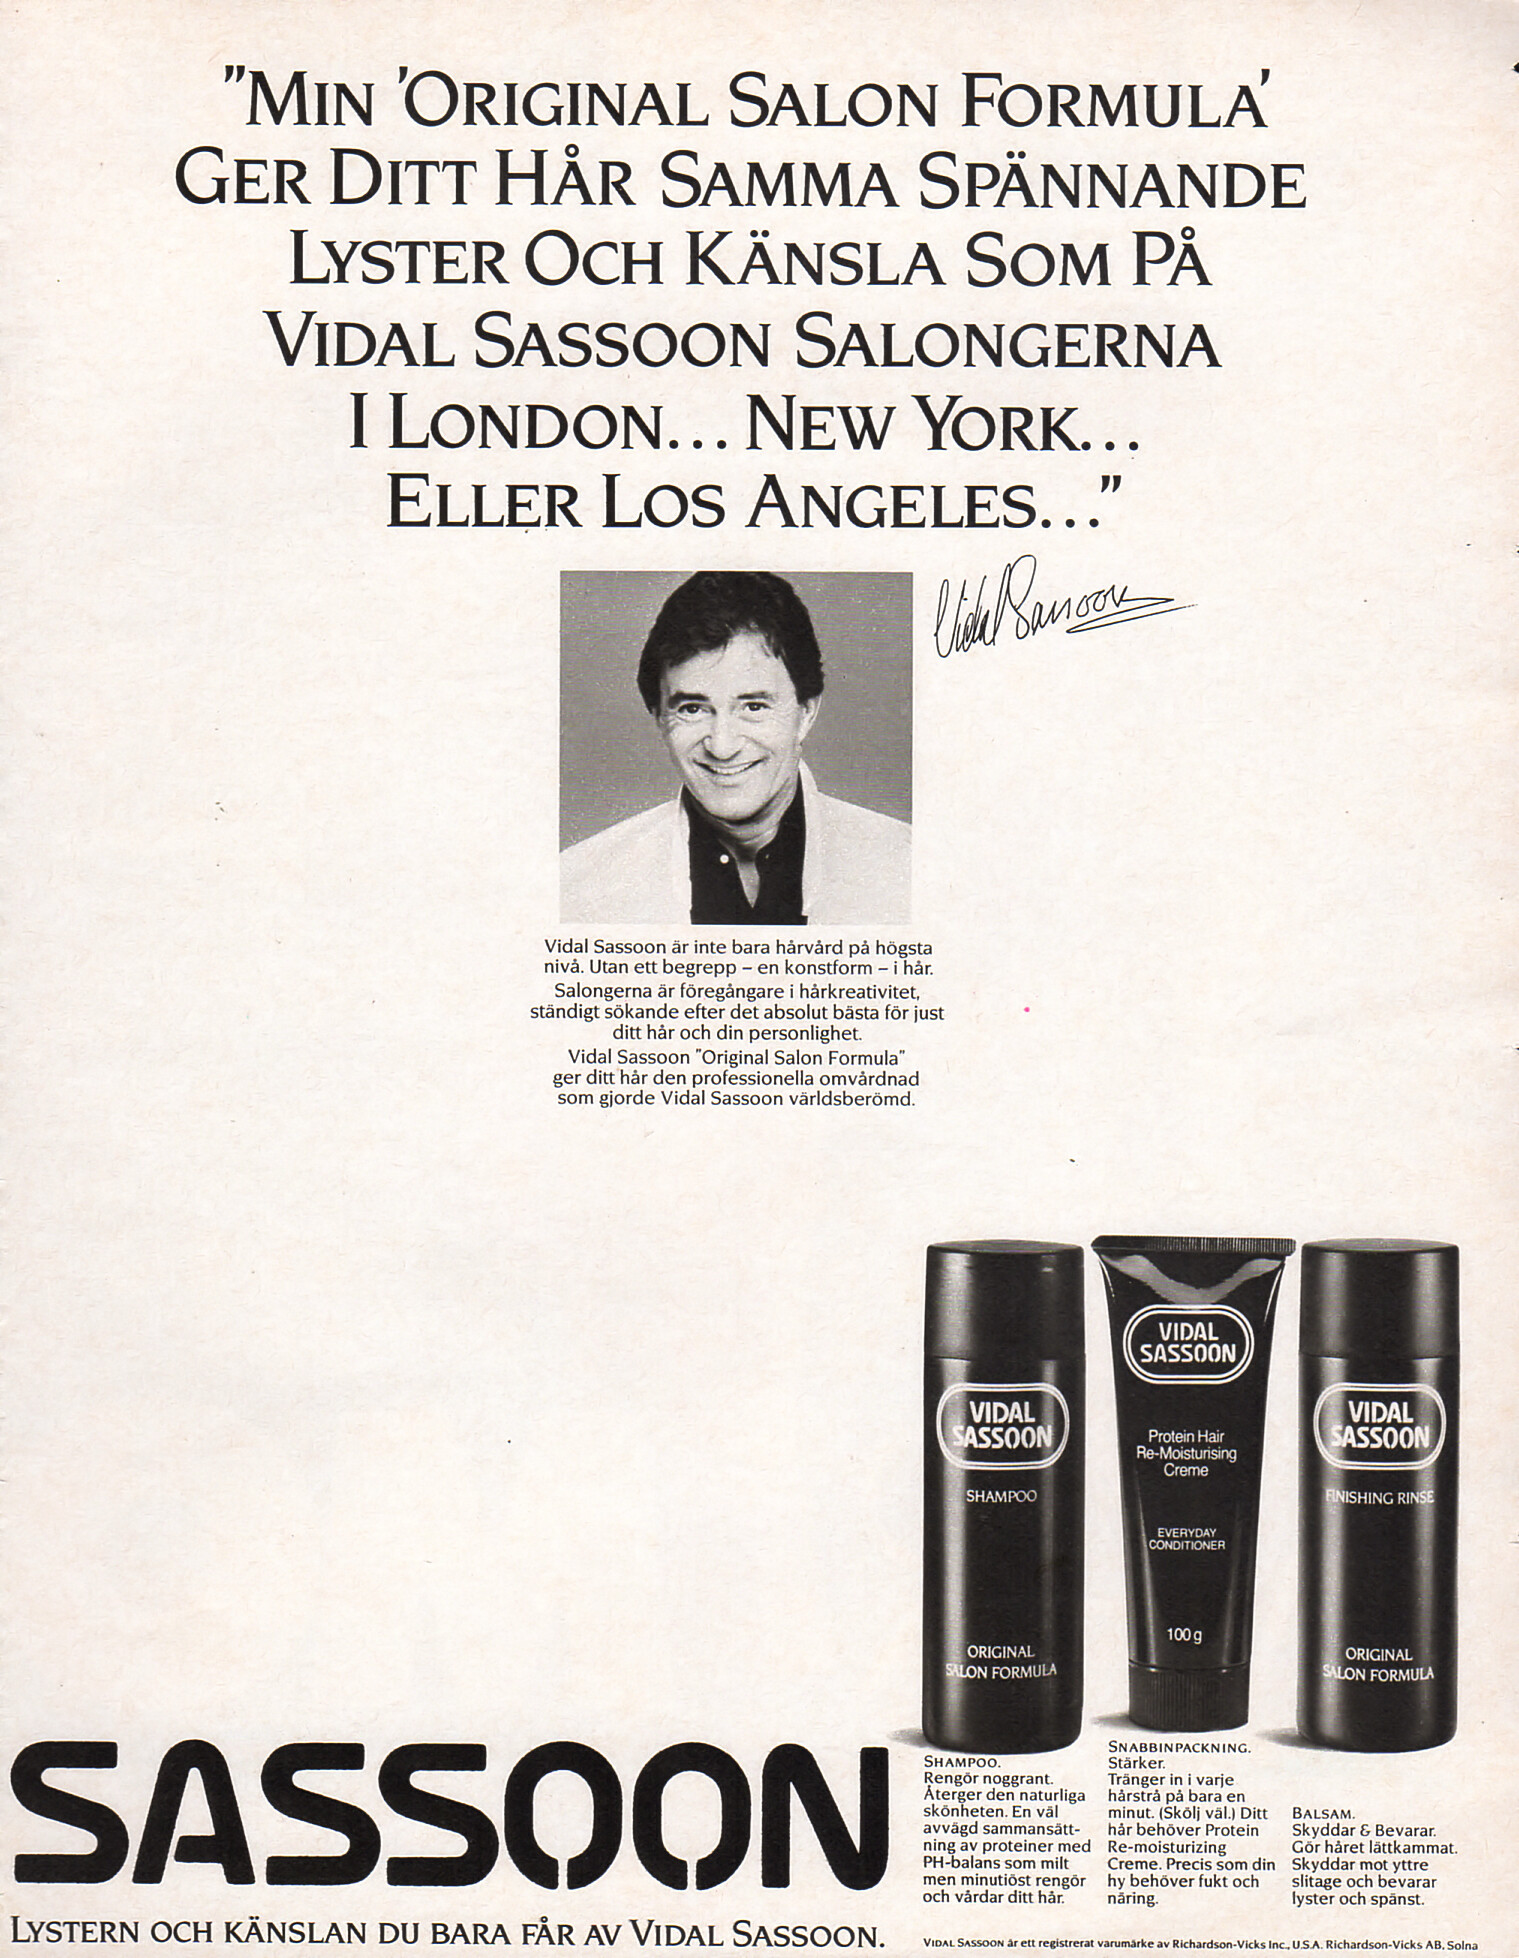 "MIN 'ORIGINAL SALON FORMULA'
GER DITT HÅR SAMMA SPÄNNANDE
LYSTER OCH KÄNSLA SOM PÅ
VIDAL SASSOON SALONGERNA
I LONDON... NEW YORK...
ELLER LOS ANGELES..."
Vidal Sassoon
Vidal Sassoon är inte bara hårvård på högsta
nivå. Utan ett begrepp – en konstform – i hår.
Salongerna är föregångare i hårkreativitet,
ständigt sökande efter det absolut bästa för just
ditt hår och din personlighet.
Vidal Sassoon "Original Salon Formula"
ger ditt hår den professionella omvårdnad
som gjorde Vidal Sassoon världsberömd.
VIDAL
SASSOON
SHAMPOO
ORIGINAL
SALON FORMULA
VIDAL
SASSOON
Protein Hair
Re-Moisturising
Creme
EVERYDAY
CONDITIONER
100 g
VIDAL
SASSOON
FINISHING RINSE
ORIGINAL
SALON FORMULA
SASSOON
LYSTERN OCH KÄNSLAN DU BARA FÅR AV VIDAL SASSOON.
SHAMPOO.
Rengör noggrant.
Återger den naturliga
skönheten. En väl
avvägd sammansätt-
ning av proteiner med
PH-balans som milt
men minutiöst rengör
och vårdar ditt hår.
SNABBINPACKNING.
Stärker.
Tränger in i varje
hårstrå på bara en
minut. (Skölj väl.) Ditt
hår behöver Protein
Re-moisturizing
Creme. Precis som din
hy behöver fukt och
näring.
BALSAM.
Skyddar & Bevarar.
Gör håret lättkammat.
Skyddar mot yttre
slitage och bevarar
lyster och spänst.
VIDAL SASSOON är ett registrerat varumärke av Richardson-Vicks Inc., U.S.A. Richardson-Vicks AB, Solna